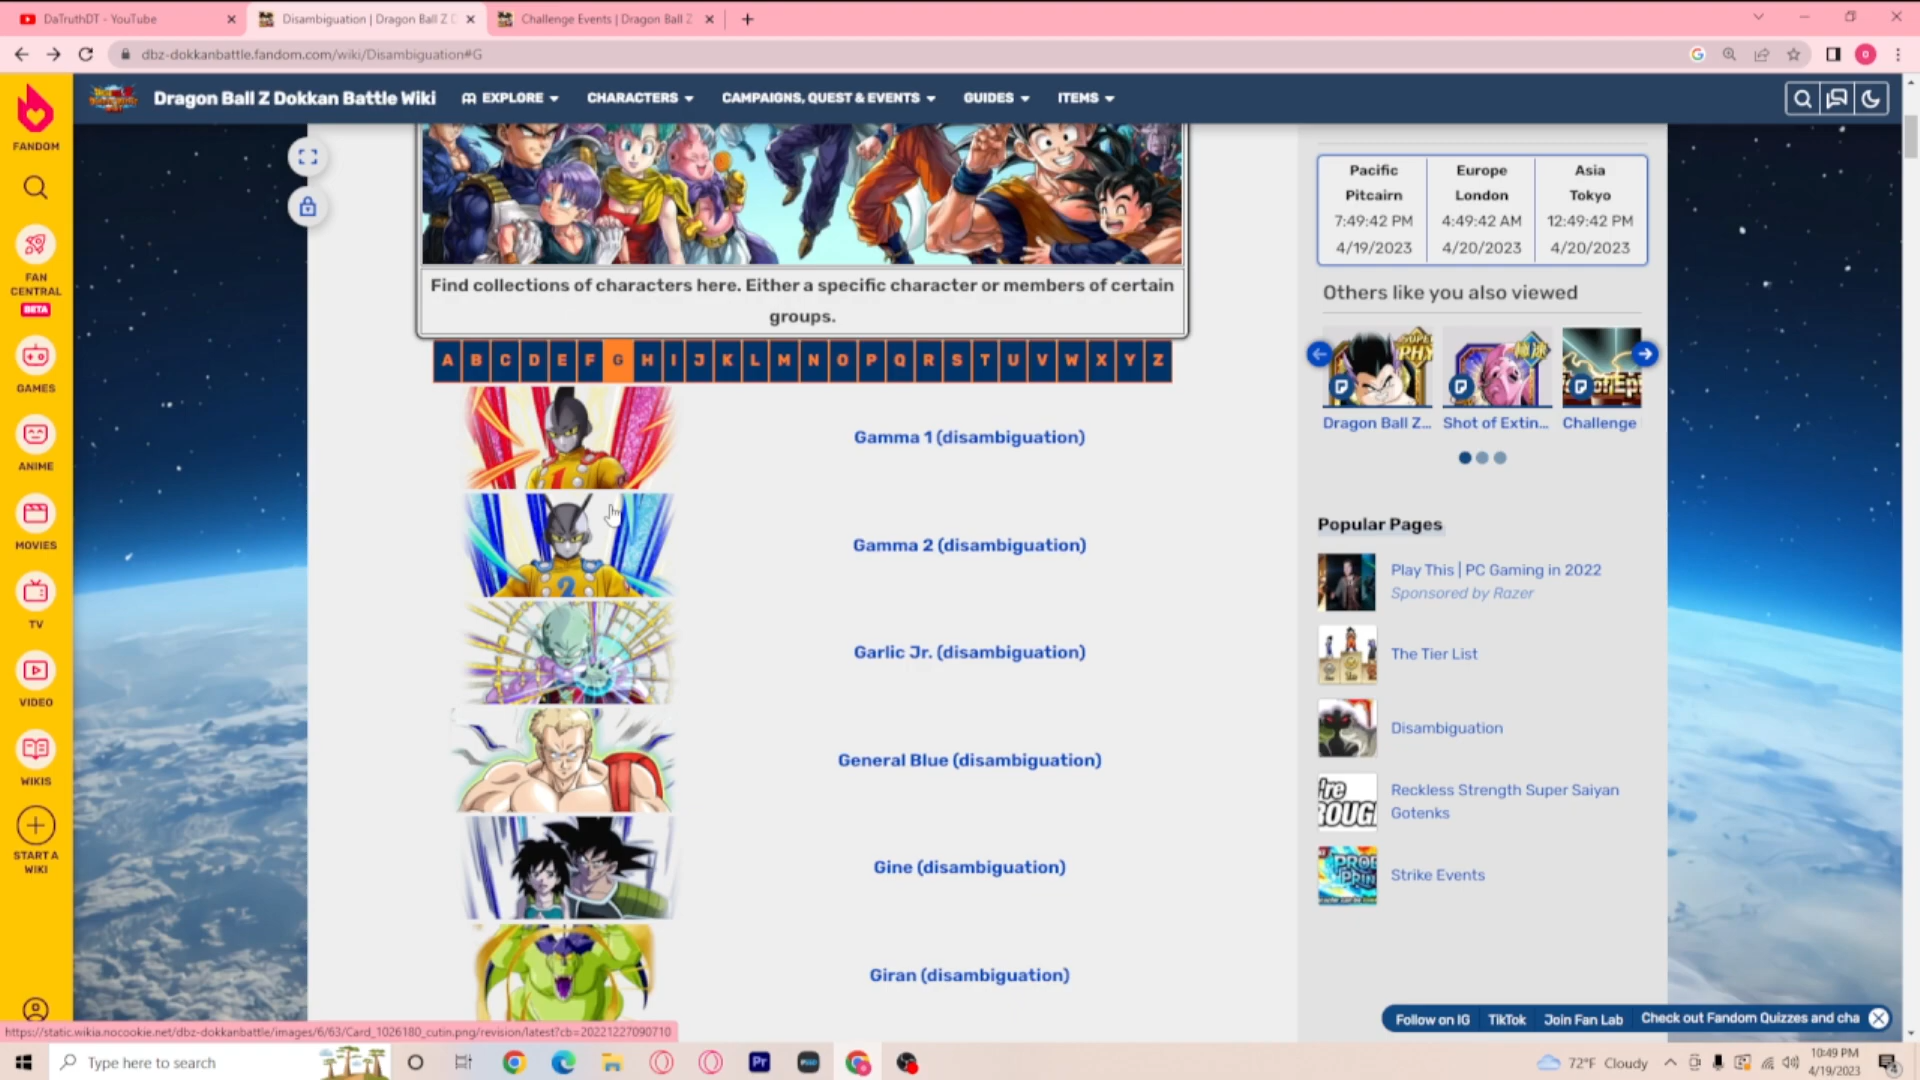 DaTruthDT - YouTube
Disambiguation | Dragon Ball Z D
Challenge Events | Dragon Ball Z
dbz-dokkanbattle.fandom.com/wiki/Disambiguation#G
Dragon Ball Z Dokkan Battle Wiki
EXPLORE
CHARACTERS
CAMPAIGNS, QUEST & EVENTS
GUIDES
ITEMS
FANDOM
FAN
CENTRAL
BETA
GAMES
ANIME
MOVIES
TV
VIDEO
WIKIS
START A
WIKI
Find collections of characters here. Either a specific character or members of certain
groups.
A B C D E F G H I J K L M N O P Q R S T U V W X Y Z
Gamma 1 (disambiguation)
Gamma 2 (disambiguation)
Garlic Jr. (disambiguation)
General Blue (disambiguation)
Gine (disambiguation)
Giran (disambiguation)
Pacific Europe Asia
Pitcairn London Tokyo
7:49:42 PM 4:49:42 AM 12:49:42 PM
4/19/2023 4/20/2023 4/20/2023
Others like you also viewed
Dragon Ball Z... Shot of Extin... Challenge
Popular Pages
Play This | PC Gaming in 2022
Sponsored by Razer
The Tier List
Disambiguation
Reckless Strength Super Saiyan
Gotenks
Strike Events
Follow on IG TikTok Join Fan Lab Check out Fandom Quizzes and cha
https://static.wikia.nocookie.net/dbz-dokkanbattle/images/6/63/Card_1026180_cutin.png/revision/latest?cb=20221227090710
Type here to search
Pr
72°F Cloudy
10:49 PM
4/19/2023
4